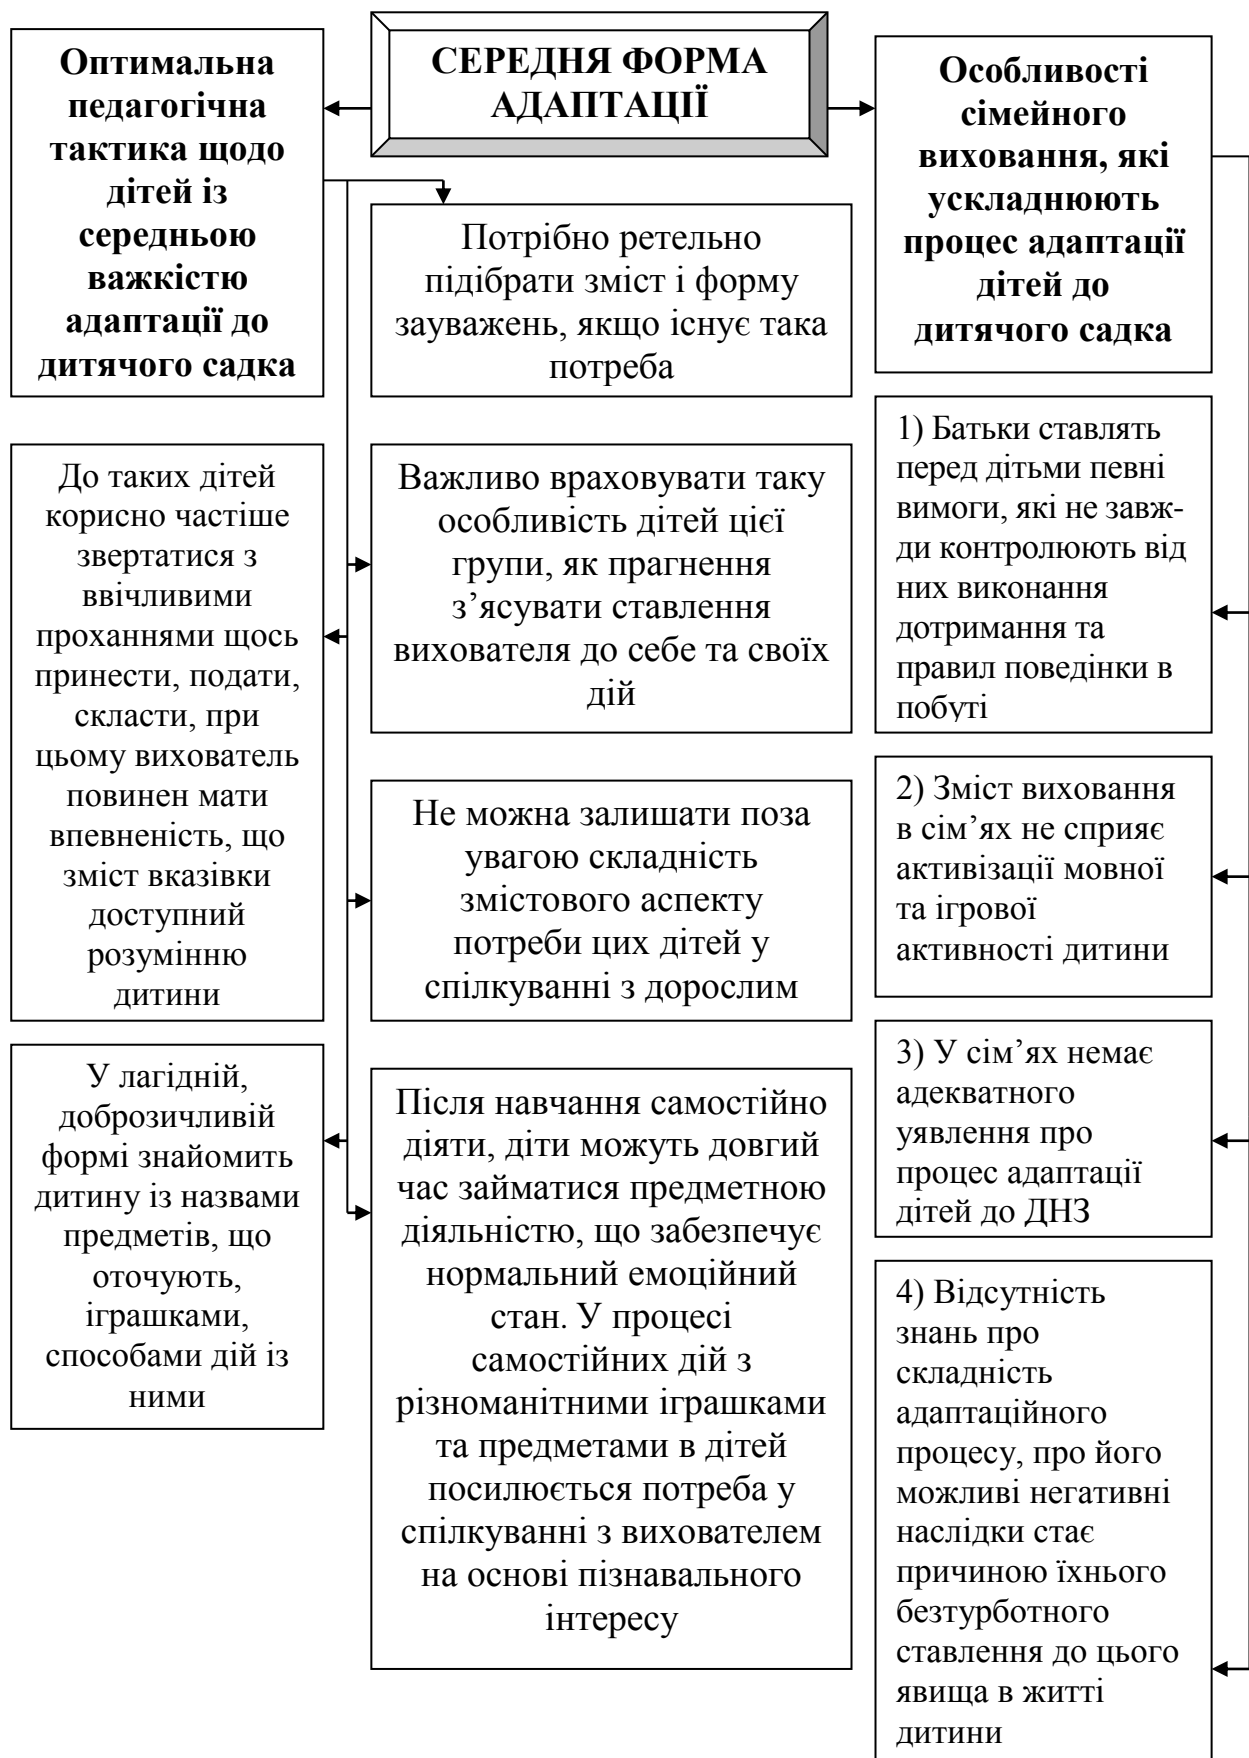 СЕРЕДНЯ ФОРМА
АДАПТАЦІЇ
Оптимальна
педагогічна
тактика щодо
дітей із
середньою
важкістю
адаптації до
дитячого садка
Потрібно ретельно
підібрати зміст і форму
зауважень, якщо існує така
потреба
Важливо враховувати таку
особливість дітей цієї
групи, як прагнення
з’ясувати ставлення
вихователя до себе та своїх
дій
Не можна залишати поза
увагою складність
змістового аспекту
потреби цих дітей у
спілкуванні з дорослим
Після навчання самостійно
діяти, діти можуть довгий
час займатися предметною
діяльністю, що забезпечує
нормальний емоційний
стан. У процесі
самостійних дій з
різноманітними іграшками
та предметами в дітей
посилюється потреба у
спілкуванні з вихователем
на основі пізнавального
інтересу
До таких дітей
корисно частіше
звертатися з
ввічливими
проханнями щось
принести, подати,
скласти, при
цьому вихователь
повинен мати
впевненість, що
зміст вказівки
доступний
розумінню
дитини
У лагідній,
доброзичливій
формі знайомить
дитину із назвами
предметів, що
оточують,
іграшками,
способами дій із
ними
Особливості
сімейного
виховання, які
ускладнюють
процес адаптації
дітей до
дитячого садка
1) Батьки ставлять
перед дітьми певні
вимоги, які не завж-
ди контролюють від
них виконання
дотримання та
правил поведінки в
побуті
2) Зміст виховання
в сім’ях не сприяє
активізації мовної
та ігрової
активності дитини
3) У сім’ях немає
адекватного
уявлення про
процес адаптації
дітей до ДНЗ
4) Відсутність
знань про
складність
адаптаційного
процесу, про його
можливі негативні
наслідки стає
причиною їхнього
безтурботного
ставлення до цього
явища в житті
дитини